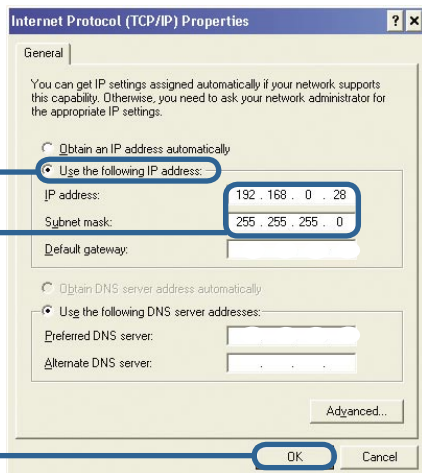 Internet Protocol (TCP/IP) Properties
General
You can get IP settings assigned automatically if your network supports
this capability. Otherwise, you need to ask your network administrator for
the appropriate IP settings.
Obtain an IP address automatically
Use the following IP address:
IP address: 192 . 168 . 0 . 28
Subnet mask: 255 . 255 . 255 . 0
Default gateway:
Obtain DNS server address automatically
Use the following DNS server addresses:
Preferred DNS server:
Alternate DNS server: . . .
Advanced...
OK Cancel